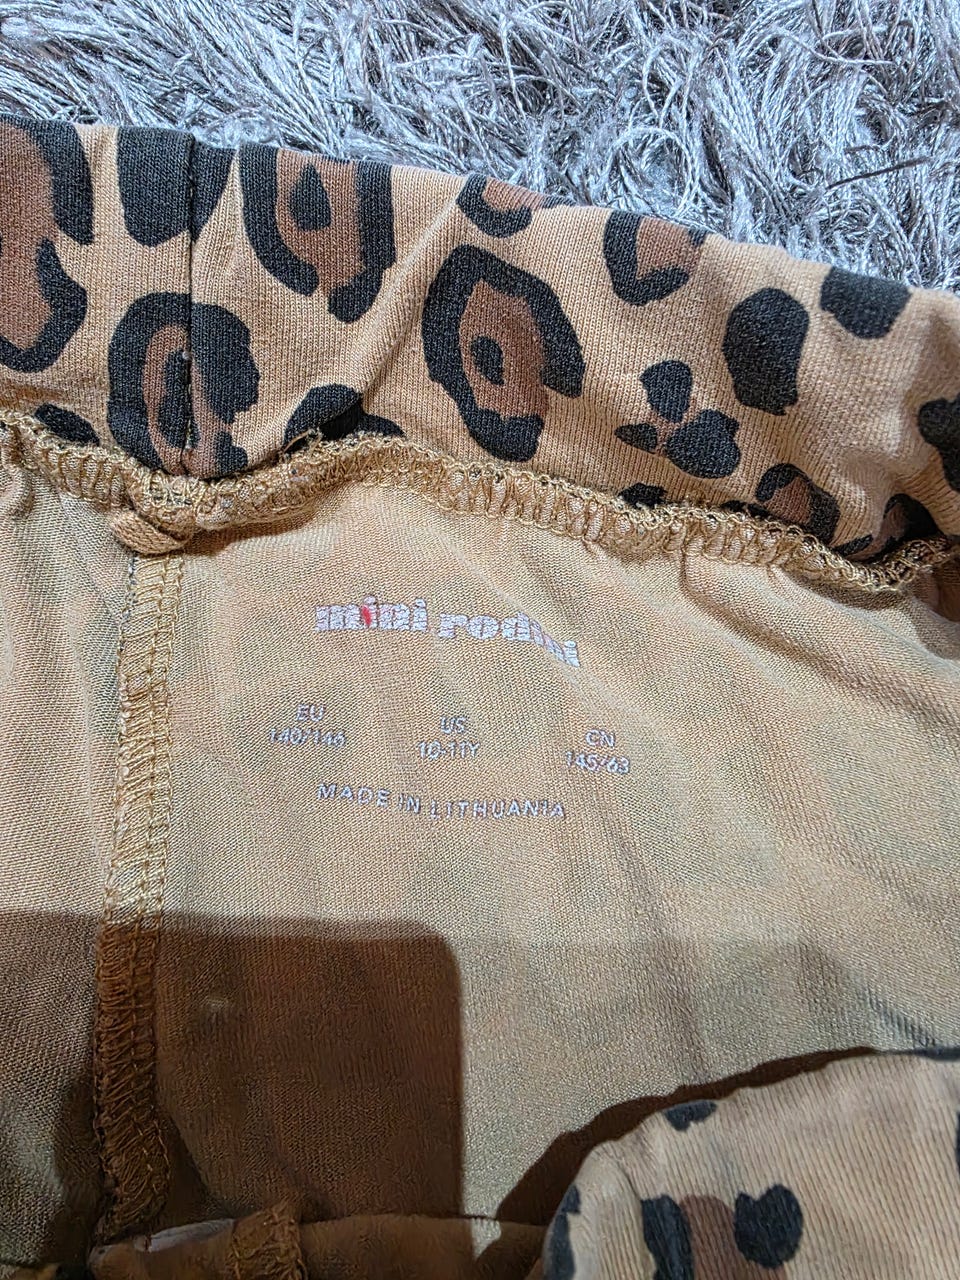 mini rodini
EU US CN
140/146 10-11Y 145/63
MADE IN LITHUANIA